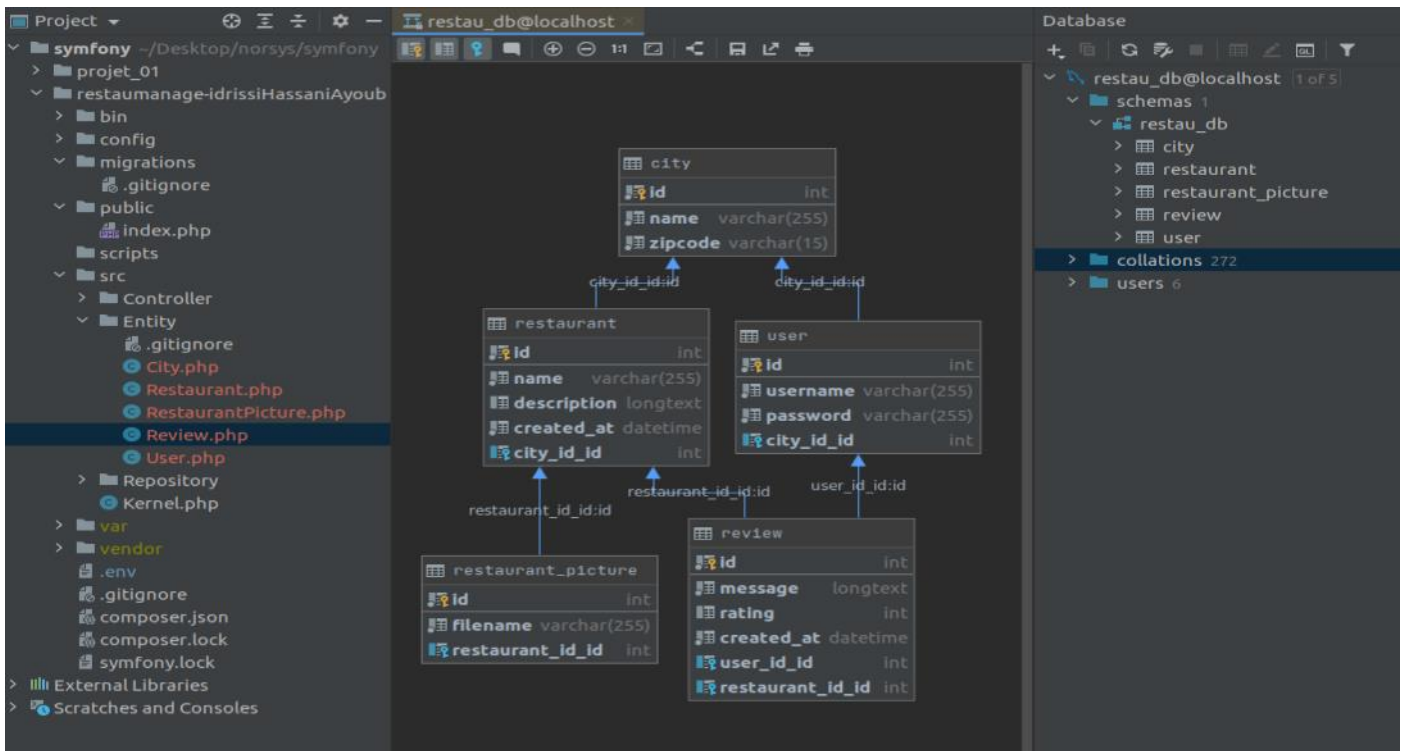 Project
symfony ~/Desktop/norsys/symfony
projet_01
restaumanage-idrissiHassaniAyoub
bin
config
migrations
.gitignore
public
index.php
scripts
src
Controller
Entity
.gitignore
City.php
Restaurant.php
RestaurantPicture.php
Review.php
User.php
Repository
Kernel.php
var
vendor
.env
.gitignore
composer.json
composer.lock
symfony.lock
External Libraries
Scratches and Consoles
restau_db@localhost
1:1
city
id int
name varchar(255)
zipcode varchar(15)
city_id_id:id
city_id_id:id
restaurant
id int
name varchar(255)
description longtext
created_at datetime
city_id_id int
user
id int
username varchar(255)
password varchar(255)
city_id_id int
restaurant_id_id:id
restaurant_id_id:id
user_id_id:id
restaurant_picture
id int
filename varchar(255)
restaurant_id_id int
review
id int
message longtext
rating int
created_at datetime
user_id_id int
restaurant_id_id int
Database
QL
restau_db@localhost 1 of 5
schemas 1
restau_db
city
restaurant
restaurant_picture
review
user
collations 272
users 6